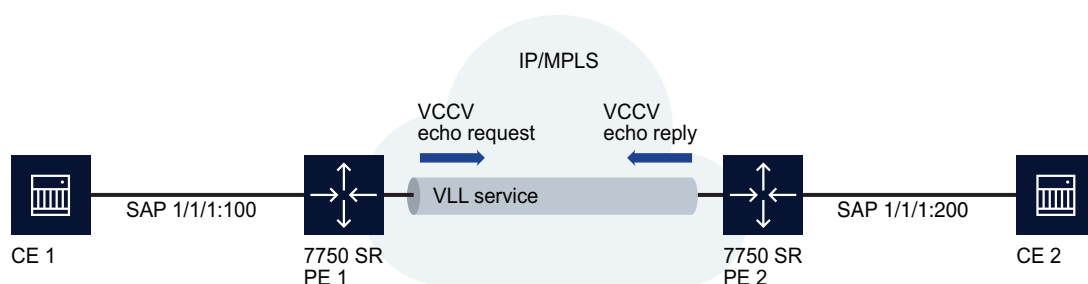 IP/MPLS
VCCV
echo request
VCCV
echo reply
VLL service
SAP 1/1/1:100
SAP 1/1/1:200
CE 1
7750 SR
PE 1
7750 SR
PE 2
CE 2